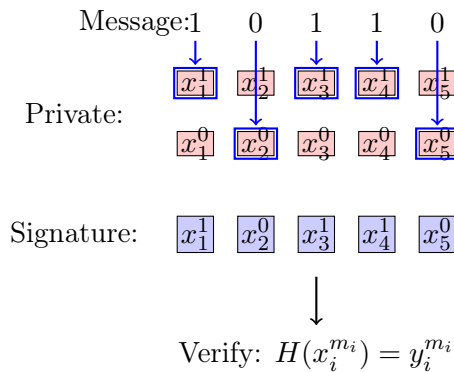 Message: 1 0 1 1 0
x_1^1 x_2^1 x_3^1 x_4^1 x_5^1
Private:
x_1^0 x_2^0 x_3^0 x_4^0 x_5^0
Signature: x_1^1 x_2^0 x_3^1 x_4^1 x_5^0
Verify: H(x_i^{m_i}) = y_i^{m_i}